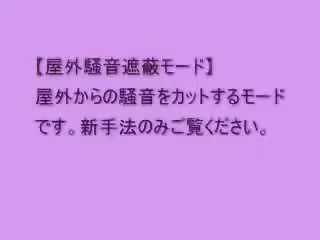 【屋外騒音遮蔽モード】
屋外からの騒音をカットするモード
です。新手法のみご覧ください。